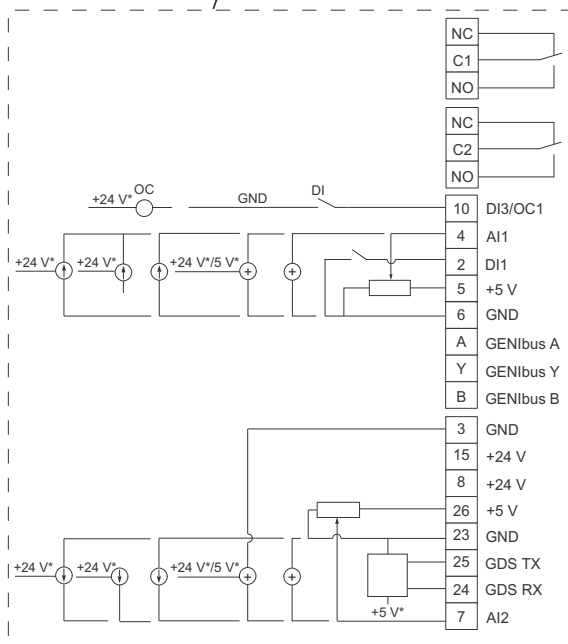 NC
C1
NO
NC
C2
NO
+24 V* OC GND DI 10 DI3/OC1
4 AI1
+24 V* +24 V* +24 V*/5 V* 2 DI1
5 +5 V
6 GND
A GENIbus A
Y GENIbus Y
B GENIbus B
3 GND
15 +24 V
8 +24 V
26 +5 V
23 GND
+24 V* +24 V* +24 V*/5 V* 25 GDS TX
24 GDS RX
+5 V* 7 AI2